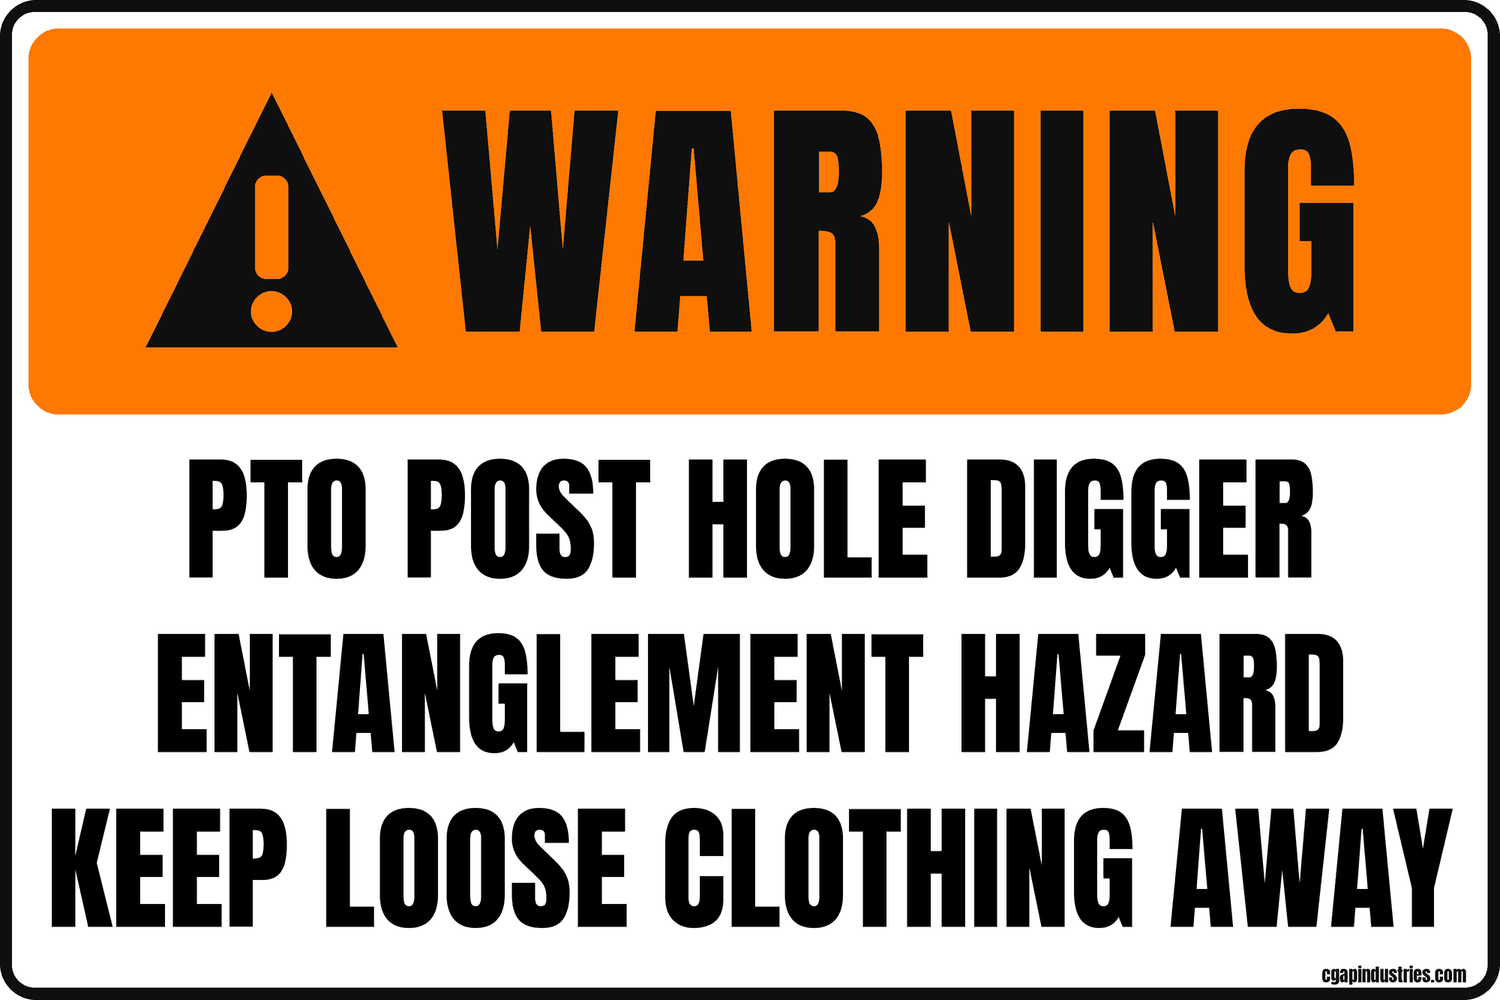 WARNING
PTO POST HOLE DIGGER
ENTANGLEMENT HAZARD
KEEP LOOSE CLOTHING AWAY
cgapindustries.com